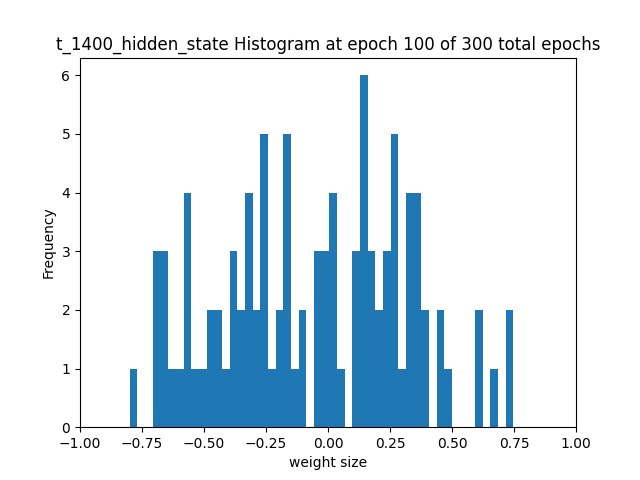 t_1400_hidden_state Histogram at epoch 100 of 300 total epochs
6
5
4
3
2
1
0
Frequency
−1.00 −0.75 −0.50 −0.25 0.00 0.25 0.50 0.75 1.00
weight size